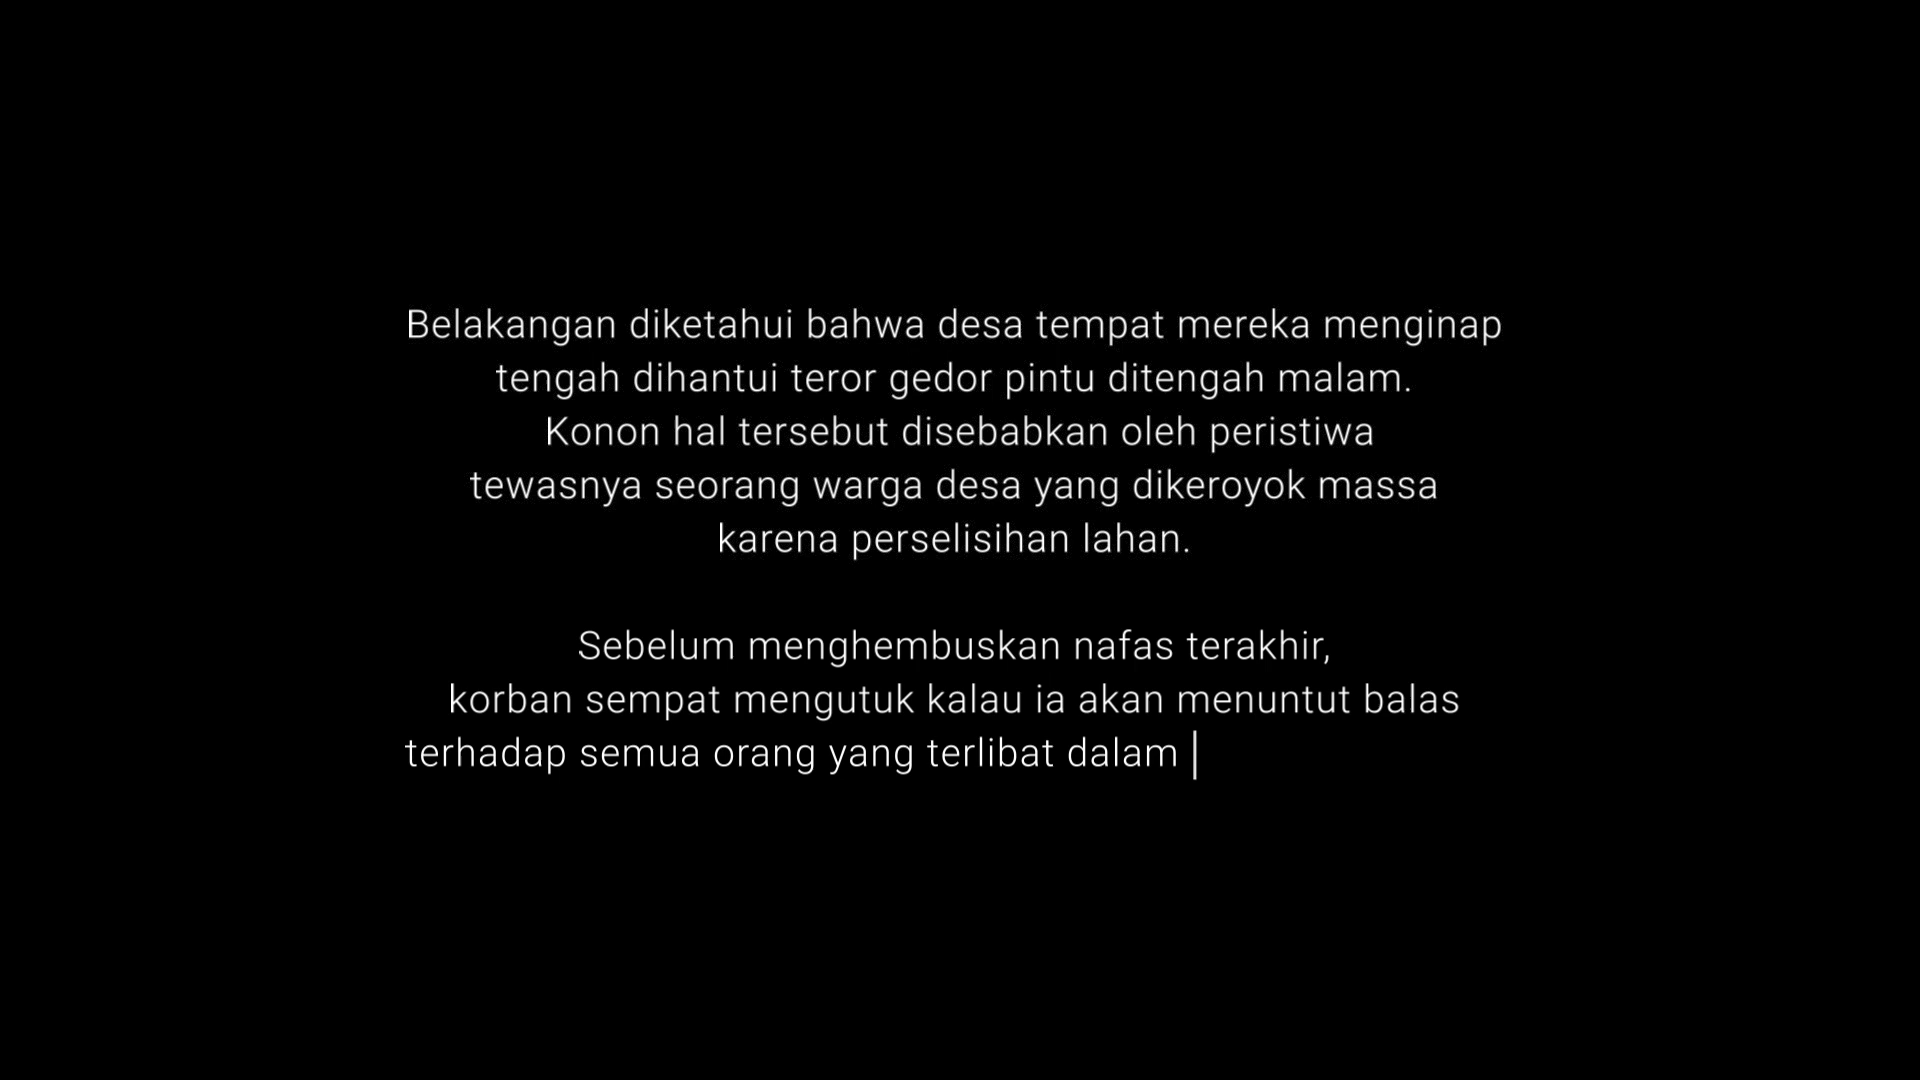 Belakangan diketahui bahwa desa tempat mereka menginap
tengah dihantui teror gedor pintu ditengah malam.
Konon hal tersebut disebabkan oleh peristiwa
tewasnya seorang warga desa yang dikeroyok massa
karena perselisihan lahan.
Sebelum menghembuskan nafas terakhir,
korban sempat mengutuk kalau ia akan menuntut balas
terhadap semua orang yang terlibat dalam